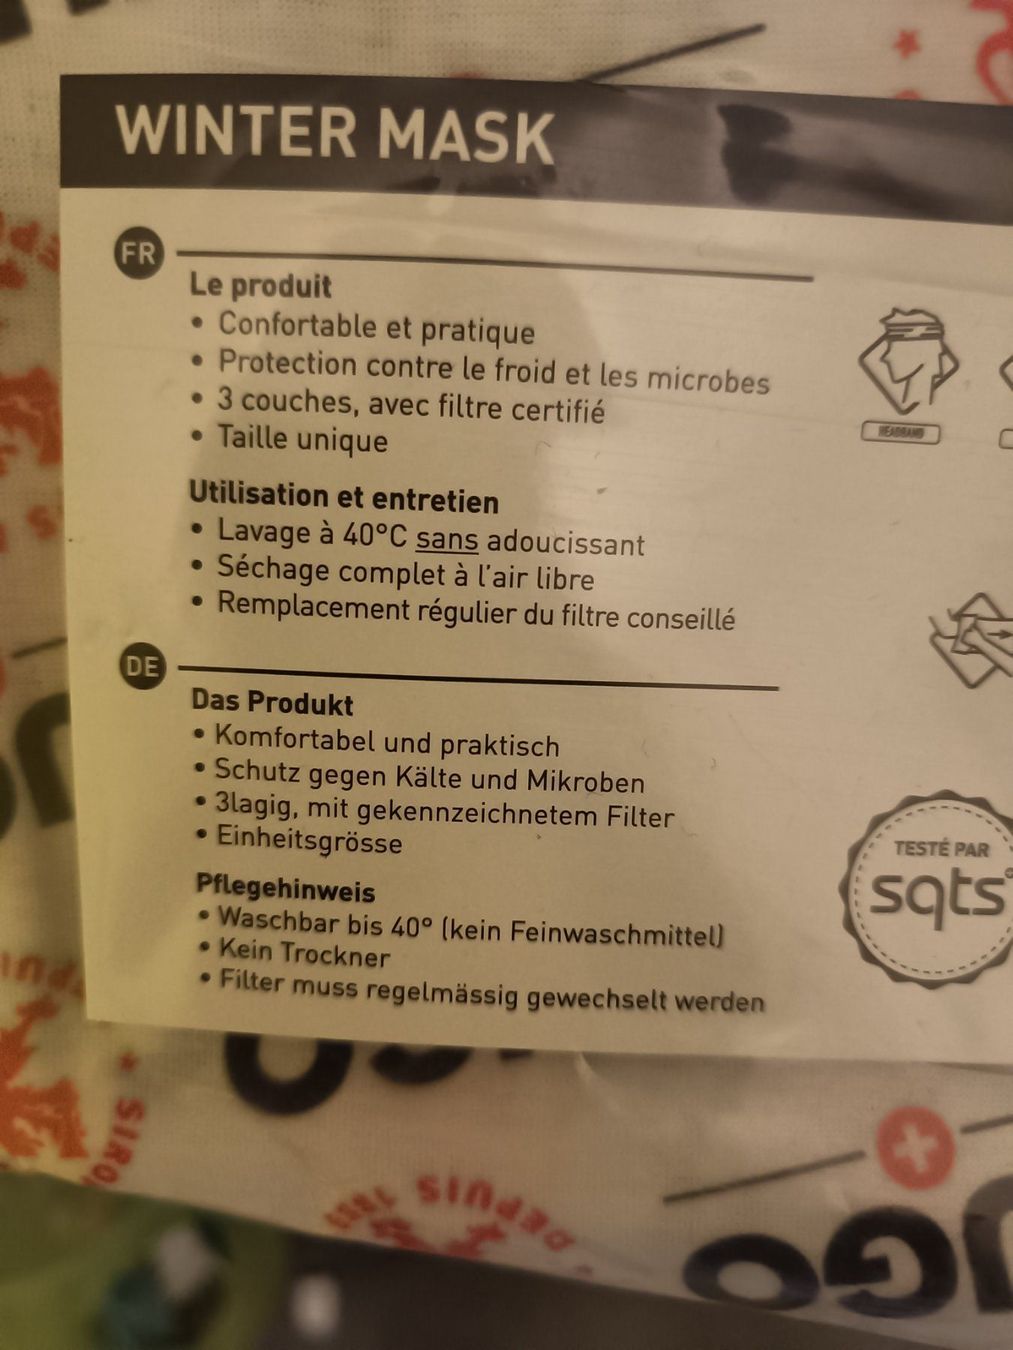 WINTER MASK
FR
Le produit
• Confortable et pratique
• Protection contre le froid et les microbes
• 3 couches, avec filtre certifié
• Taille unique
HEADBAND
Utilisation et entretien
• Lavage à 40°C sans adoucissant
• Séchage complet à l'air libre
• Remplacement régulier du filtre conseillé
DE
Das Produkt
• Komfortabel und praktisch
• Schutz gegen Kälte und Mikroben
• 3lagig, mit gekennzeichnetem Filter
• Einheitsgrösse
TESTÉ PAR
sqts
Pflegehinweis
• Waschbar bis 40° (kein Feinwaschmittel)
• Kein Trockner
• Filter muss regelmässig gewechselt werden
DEPUIS